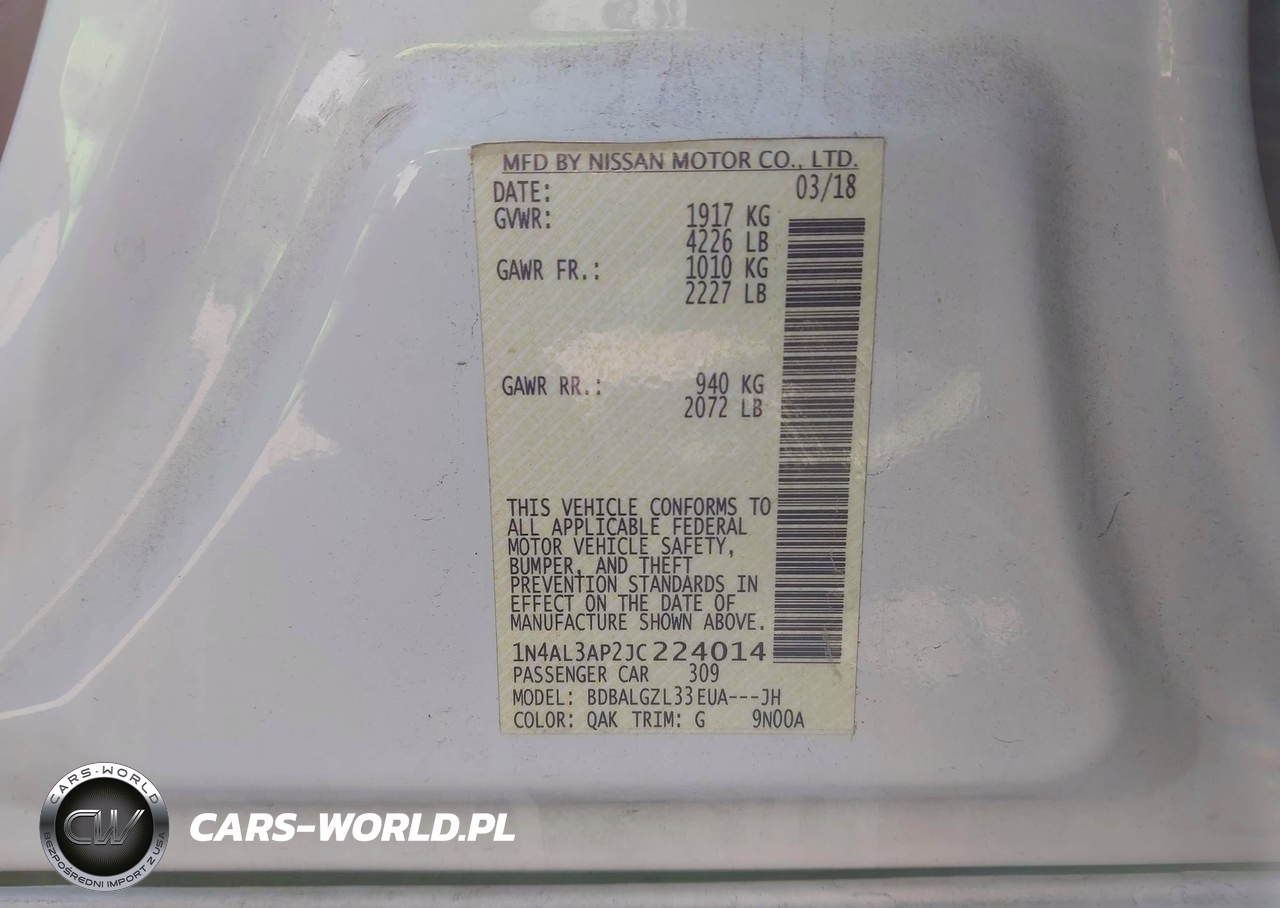 MFD BY NISSAN MOTOR CO., LTD.
DATE: 03/18
GVWR: 1917 KG
4226 LB
GAWR FR.: 1010 KG
2227 LB
GAWR RR.: 940 KG
2072 LB
THIS VEHICLE CONFORMS TO
ALL APPLICABLE FEDERAL
MOTOR VEHICLE SAFETY,
BUMPER, AND THEFT
PREVENTION STANDARDS IN
EFFECT ON THE DATE OF
MANUFACTURE SHOWN ABOVE.
1N4AL3AP2JC224014
PASSENGER CAR 309
MODEL: BDBALGZL33EUA---JH
COLOR: QAK TRIM: G 9N00A
CARS-WORLD
CW
BEZPOŚREDNI IMPORT Z USA
CARS-WORLD.PL